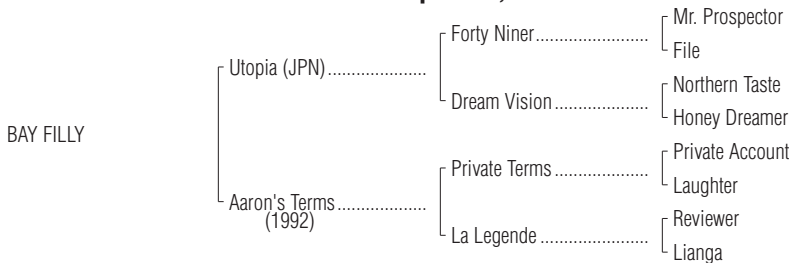 Mr. Prospector
Forty Niner
File
Utopia (JPN)
Northern Taste
Dream Vision
Honey Dreamer
BAY FILLY
Private Account
Private Terms
Laughter
Aaron's Terms
(1992)
Reviewer
La Legende
Lianga